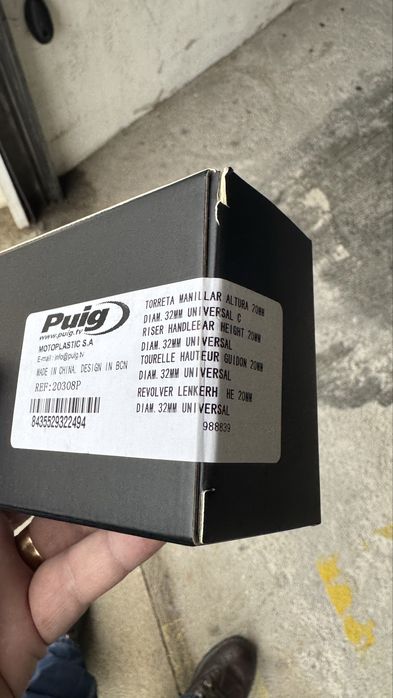 Puig
www.puig.tv
MOTOPLASTIC S.A
E-mail: info@puig.tv
MADE IN CHINA. DESIGN IN BCN
REF:20308P
8435529322494
TORRETA MANILLAR ALTURA 20MM
DIAM.32MM UNIVERSAL C
RISER HANDLEBAR HEIGHT 20MM
DIAM.32MM UNIVERSAL
TOURELLE HAUTEUR GUIDON 20MM
DIAM.32MM UNIVERSAL
REVOLVER LENKERH HE 20MM
DIAM.32MM UNIVERSAL
988839